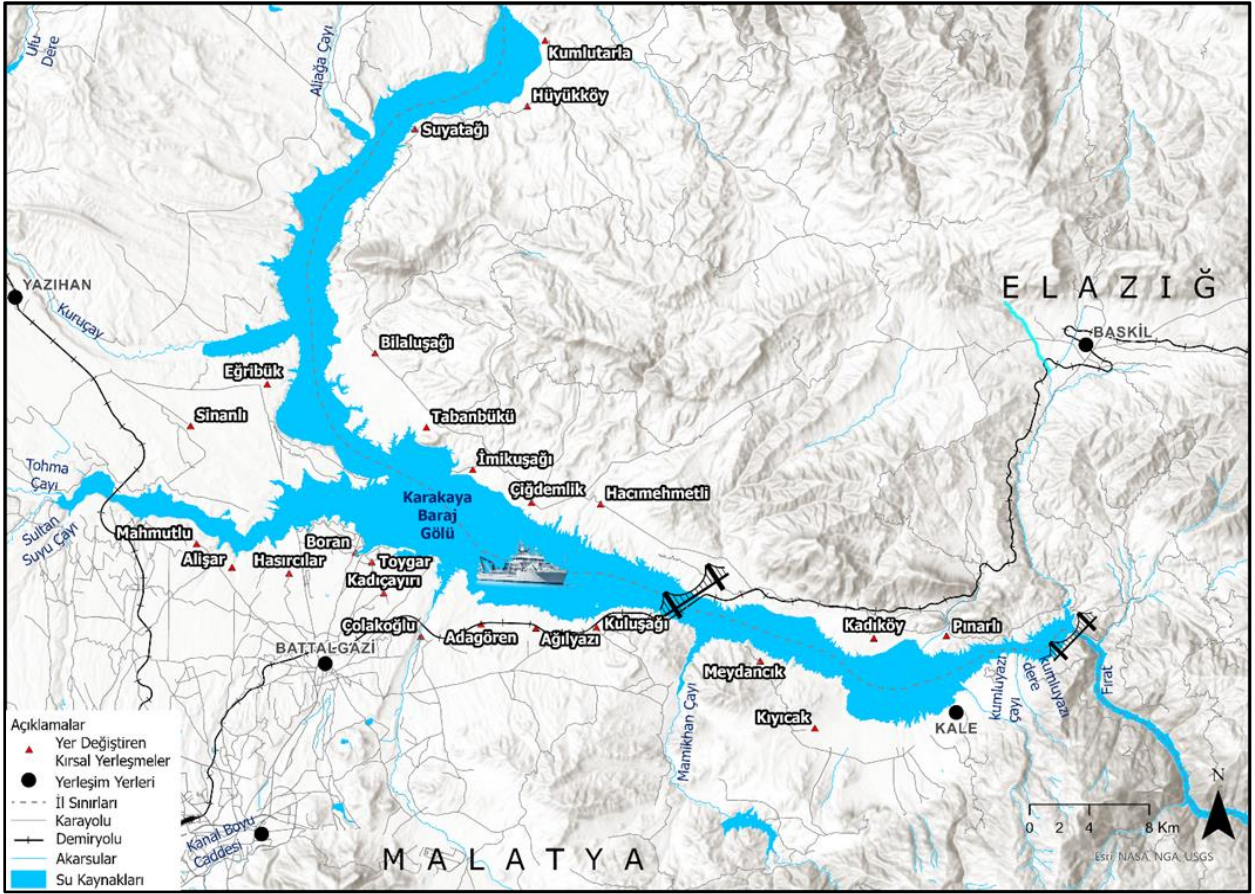 Ulu
Dere
Aliağa Çayı
Kumlutarla
Hüyükköy
Suyatağı
YAZIHAN
Kuruçay
ELAZIĞ
BASKİL
Bilaluşağı
Eğribük
Sinanlı
Tabanbükü
İmikuşağı
Tohma
Çayı
Sultan
Suyu Çayı
Karakaya
Baraj
Gölü
Çiğdemlik
Hacımehmetli
Mahmutlu
Alişar
Hasırcılar
Boran
Toygar
Kadıçayırı
Çolakoğlu
BATTALGAZİ
Adagören
Ağılyazı
Kuluşağı
Kadıköy
Pınarlı
Meydancık
Kıyıcak
Mamikhan Çayı
KALE
kumluyazı
çayı
kumluyazı
dere
Fırat
Açıklamalar
Yer Değiştiren
Kırsal Yerleşmeler
Yerleşim Yerleri
İl Sınırları
Karayolu
Demiryolu
Akarsular
Su Kaynakları
Kanal Boyu
Caddesi
MALATYA
N
0 2 4 8 Km
Esri, NASA, NGA, USGS